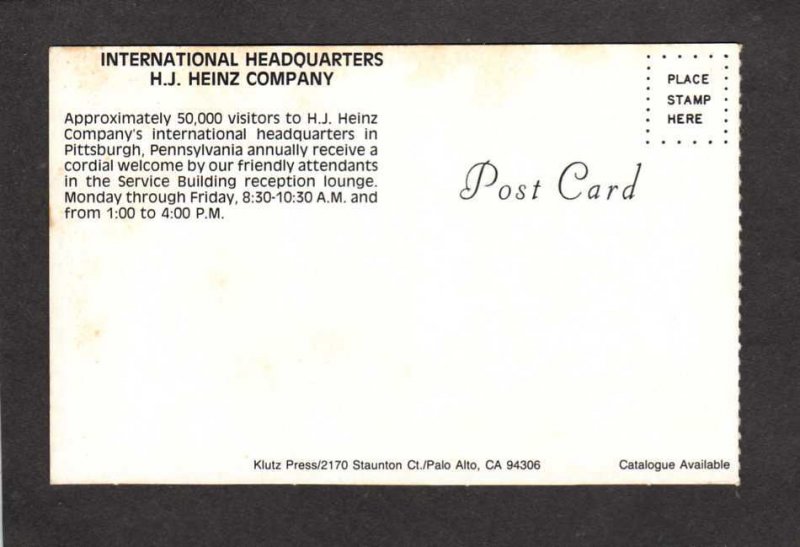 INTERNATIONAL HEADQUARTERS
H.J. HEINZ COMPANY
Approximately 50,000 visitors to H.J. Heinz
Company's international headquarters in
Pittsburgh, Pennsylvania annually receive a
cordial welcome by our friendly attendants
in the Service Building reception lounge.
Monday through Friday, 8:30-10:30 A.M. and
from 1:00 to 4:00 P.M.
PLACE
STAMP
HERE
Post Card
Klutz Press/2170 Staunton Ct./Palo Alto, CA 94306
Catalogue Available